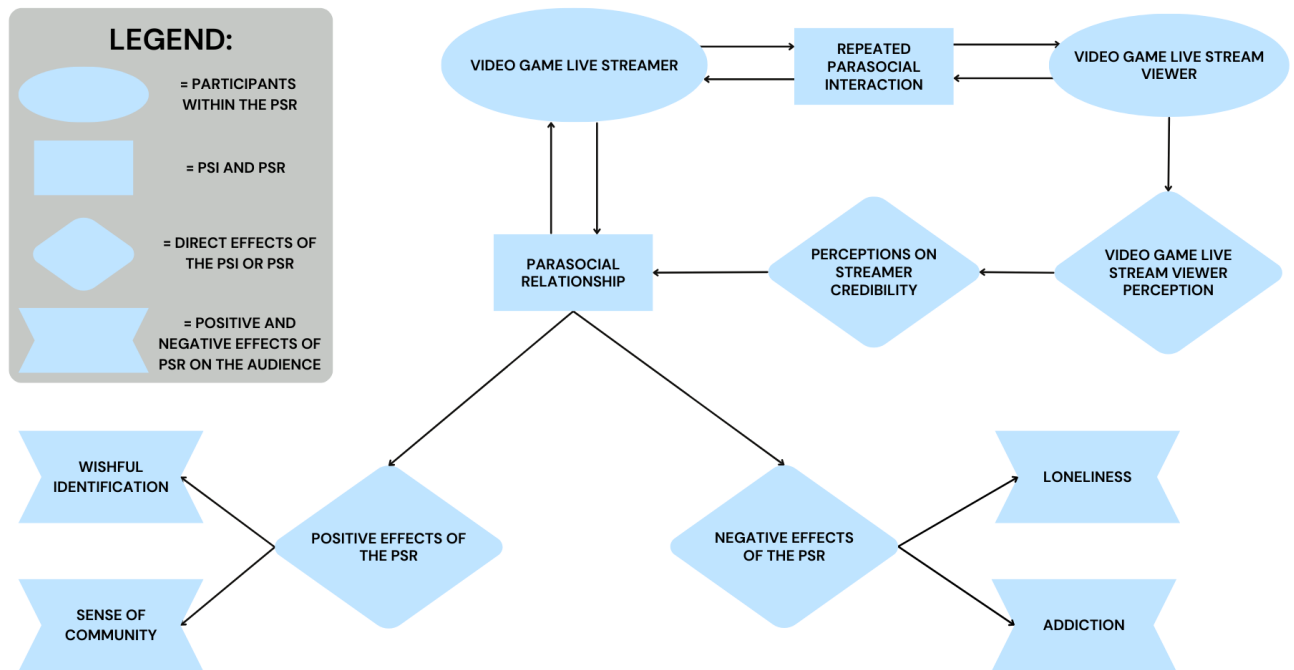 LEGEND:
= PARTICIPANTS
WITHIN THE PSR
= PSI AND PSR
= DIRECT EFFECTS OF
THE PSI OR PSR
= POSITIVE AND
NEGATIVE EFFECTS OF
PSR ON THE AUDIENCE
VIDEO GAME LIVE STREAMER
REPEATED
PARASOCIAL
INTERACTION
VIDEO GAME LIVE STREAM
VIEWER
PARASOCIAL
RELATIONSHIP
PERCEPTIONS ON
STREAMER
CREDIBILITY
VIDEO GAME LIVE
STREAM VIEWER
PERCEPTION
WISHFUL
IDENTIFICATION
SENSE OF
COMMUNITY
POSITIVE EFFECTS OF
THE PSR
NEGATIVE EFFECTS
OF THE PSR
LONELINESS
ADDICTION